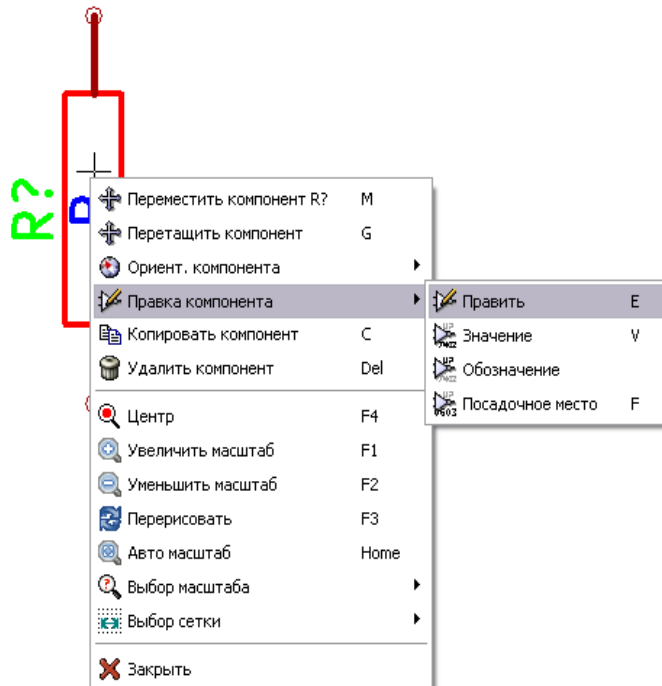 R?
Переместить компонент R? M
Перетащить компонент G
Ориент. компонента
Правка компонента
Править E
Копировать компонент C
Значение V
Удалить компонент Del
Обозначение
Посадочное место F
Центр F4
Увеличить масштаб F1
Уменьшить масштаб F2
Перерисовать F3
Авто масштаб Home
Выбор масштаба
Выбор сетки
Закрыть